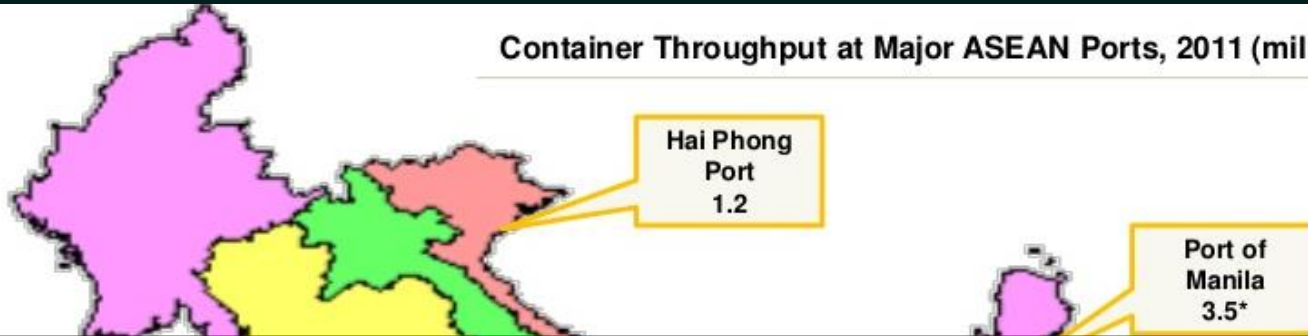 Container Throughput at Major ASEAN Ports, 2011 (mil
Hai Phong
Port
1.2
Port of
Manila
3.5*